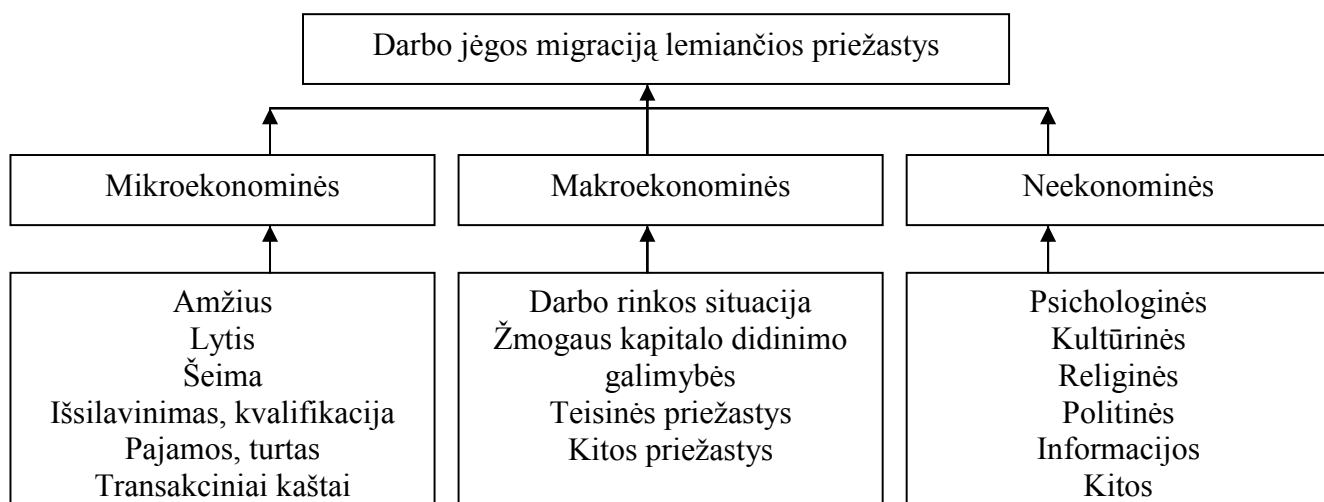 Darbo jėgos migraciją lemiančios priežastys
Mikroekonominės
Makroekonominės
Neekonominės
Amžius
Lytis
Šeima
Išsilavinimas, kvalifikacija
Pajamos, turtas
Transakciniai kaštai
Darbo rinkos situacija
Žmogaus kapitalo didinimo
galimybės
Teisinės priežastys
Kitos priežastys
Psichologinės
Kultūrinės
Religinės
Politinės
Informacijos
Kitos